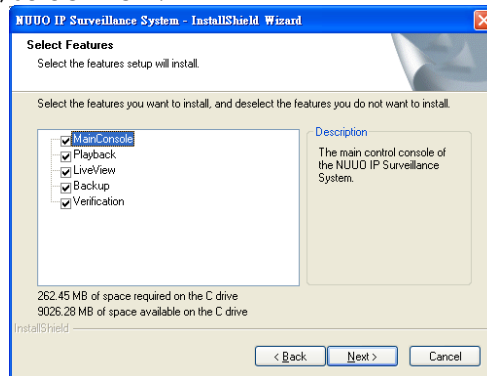 NUUO IP Surveillance System - InstallShield Wizard
Select Features
Select the features setup will install.
Select the features you want to install, and deselect the features you do not want to install.
MainConsole
Playback
LiveView
Backup
Verification
Description
The main control console of
the NUUO IP Surveillance
System.
262.45 MB of space required on the C drive
9026.28 MB of space available on the C drive
InstallShield
< Back
Next >
Cancel